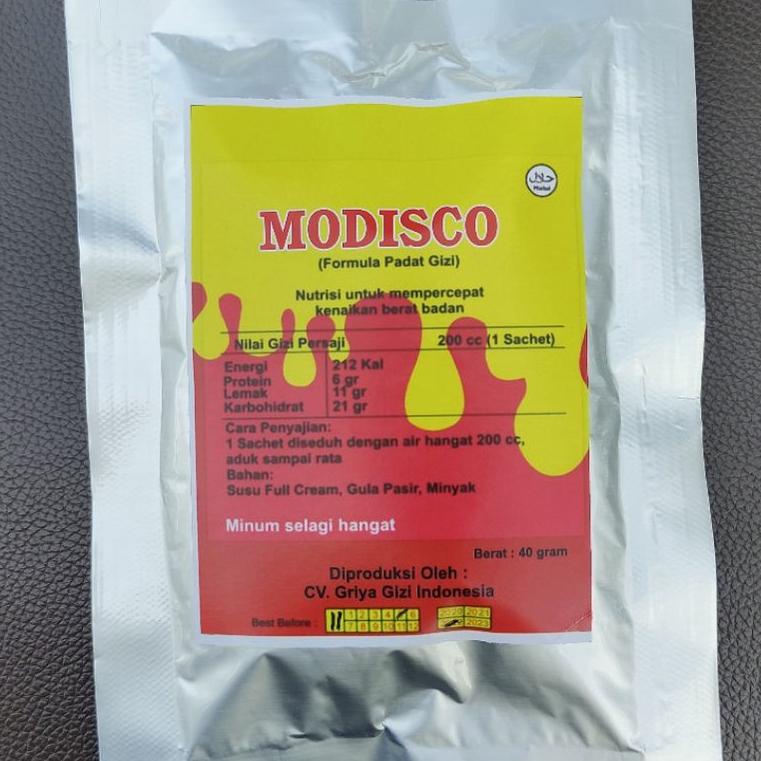 حلال
Halal
MODISCO
(Formula Padat Gizi)
Nutrisi untuk mempercepat
kenaikan berat badan
Nilai Gizi Persaji 200 cc (1 Sachet)
Energi 212 Kal
Protein 6 gr
Lemak 11 gr
Karbohidrat 21 gr
Cara Penyajian:
1 Sachet diseduh dengan air hangat 200 cc,
aduk sampai rata
Bahan:
Susu Full Cream, Gula Pasir, Minyak
Minum selagi hangat
Berat : 40 gram
Diproduksi Oleh :
CV. Griya Gizi Indonesia
Best Before : 11 1 2 3 4 6 2020 2021
7 8 9 10 11 12 2023